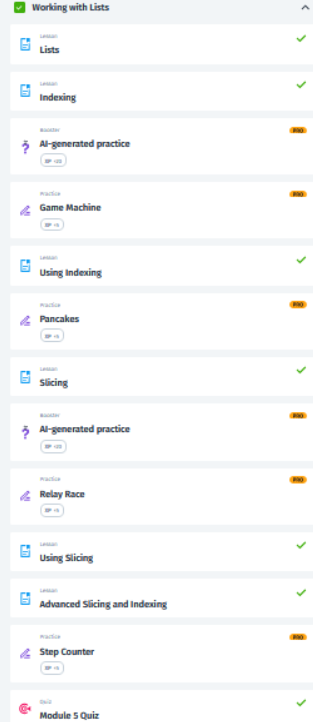 Working with Lists
Lesson
Lists
Lesson
Indexing
Booster
AI-generated practice
PRO
XP +25
Practice
Game Machine
PRO
XP +5
Lesson
Using Indexing
Practice
Pancakes
PRO
XP +5
Lesson
Slicing
Booster
AI-generated practice
PRO
XP +25
Practice
Relay Race
PRO
XP +5
Lesson
Using Slicing
Lesson
Advanced Slicing and Indexing
Practice
Step Counter
PRO
XP +5
Quiz
Module 5 Quiz